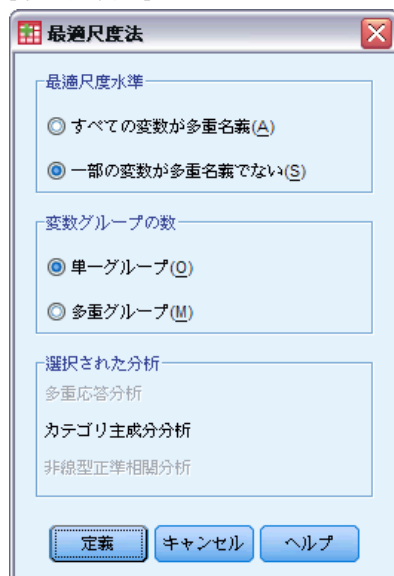 最適尺度法
最適尺度水準
すべての変数が多重名義(A)
一部の変数が多重名義でない(S)
変数グループの数
単一グループ(O)
多重グループ(M)
選択された分析
多重応答分析
カテゴリ主成分分析
非線型正準相関分析
定義 キャンセル ヘルプ